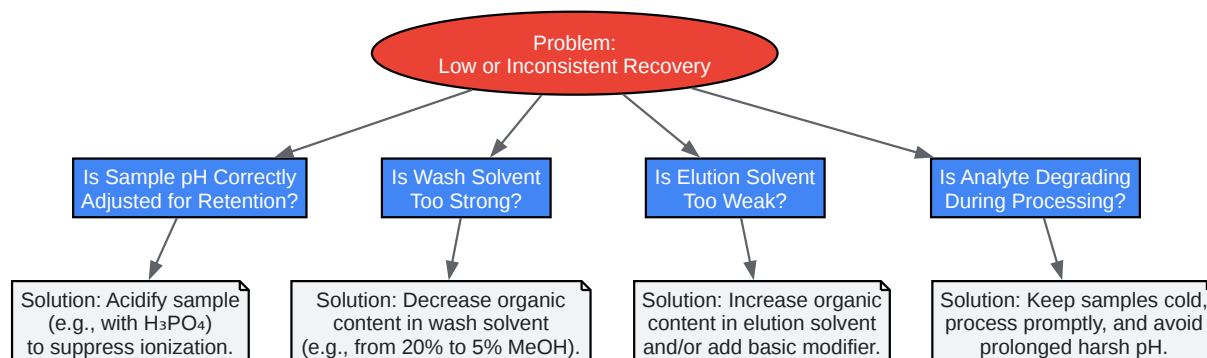 Problem:
Low or Inconsistent Recovery
Is Sample pH Correctly
Adjusted for Retention?
Is Wash Solvent
Too Strong?
Is Elution Solvent
Too Weak?
Is Analyte Degrading
During Processing?
Solution: Acidify sample
(e.g., with H₃PO₄)
to suppress ionization.
Solution: Decrease organic
content in wash solvent
(e.g., from 20% to 5% MeOH).
Solution: Increase organic
content in elution solvent
and/or add basic modifier.
Solution: Keep samples cold,
process promptly, and avoid
prolonged harsh pH.